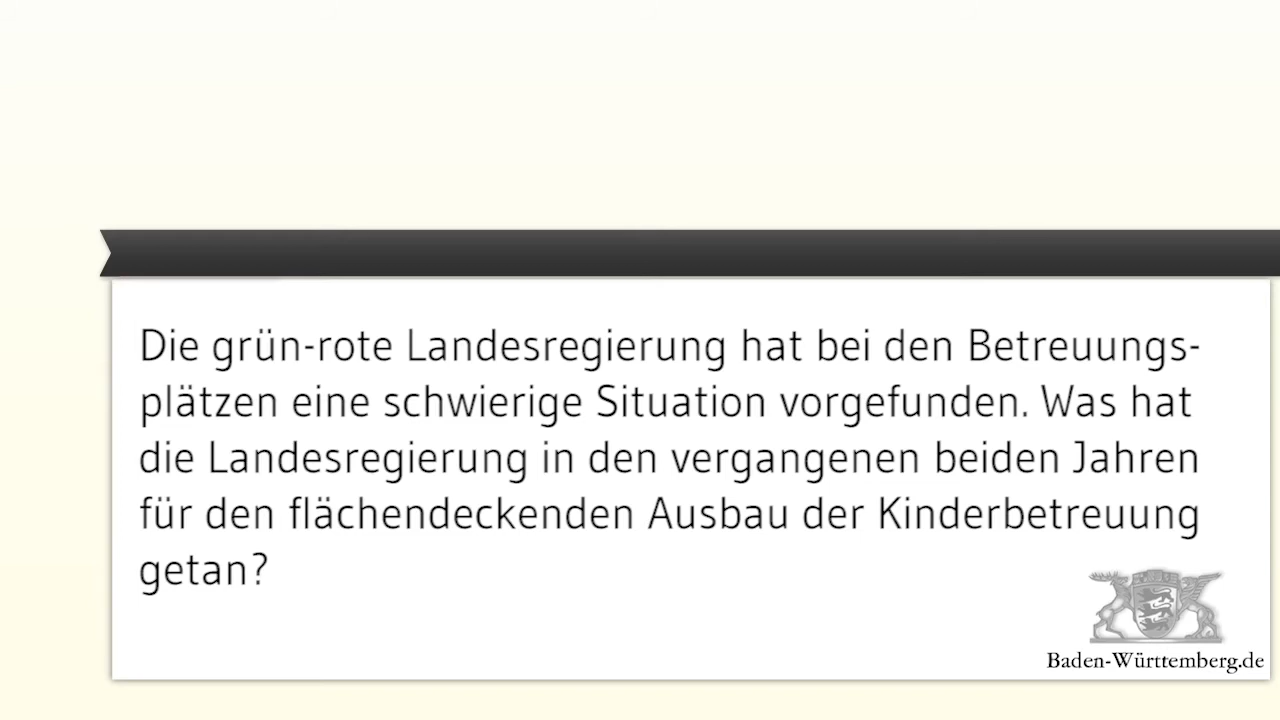 Die grün-rote Landesregierung hat bei den Betreuungs-
plätzen eine schwierige Situation vorgefunden. Was hat
die Landesregierung in den vergangenen beiden Jahren
für den flächendeckenden Ausbau der Kinderbetreuung
getan?
Baden-Württemberg.de